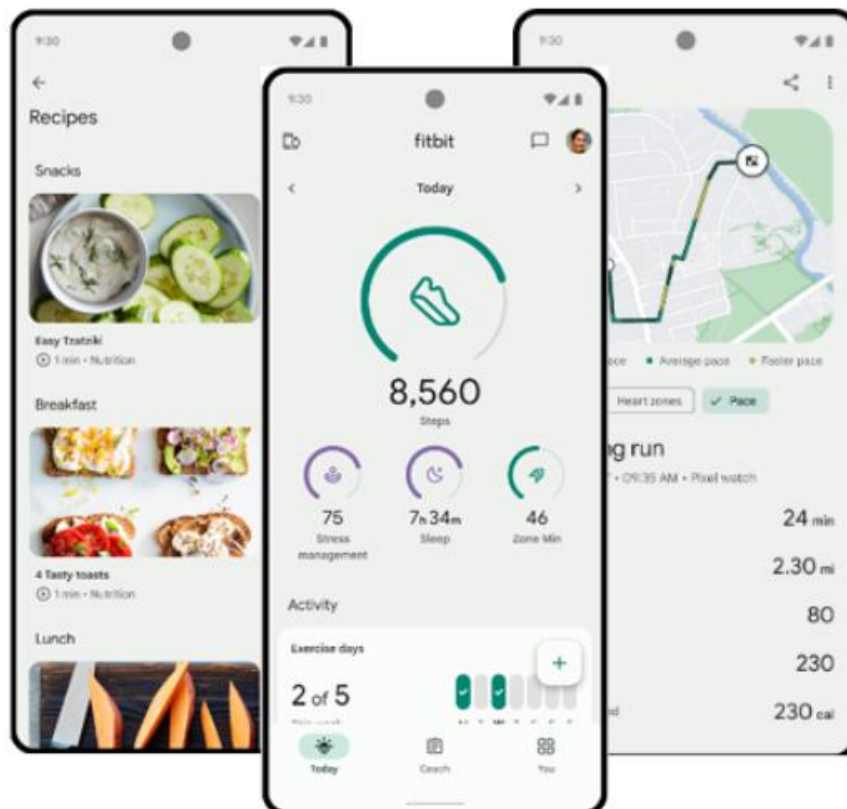 9:30
Recipes
Snacks
Easy Tzatziki
1 min • Nutrition
Breakfast
4 Tasty toasts
1 min • Nutrition
Lunch
9:30
fitbit
Today
8,560
Steps
75
Stress
management
7h 34m
Sleep
46
Zone Min
Activity
Exercise days
2 of 5
Today
Coach
You
9:30
Average pace • Faster pace
Heart zones
Pace
run
• 09:35 AM • Pixel watch
24 min
2.30 mi
80
230
230 cal